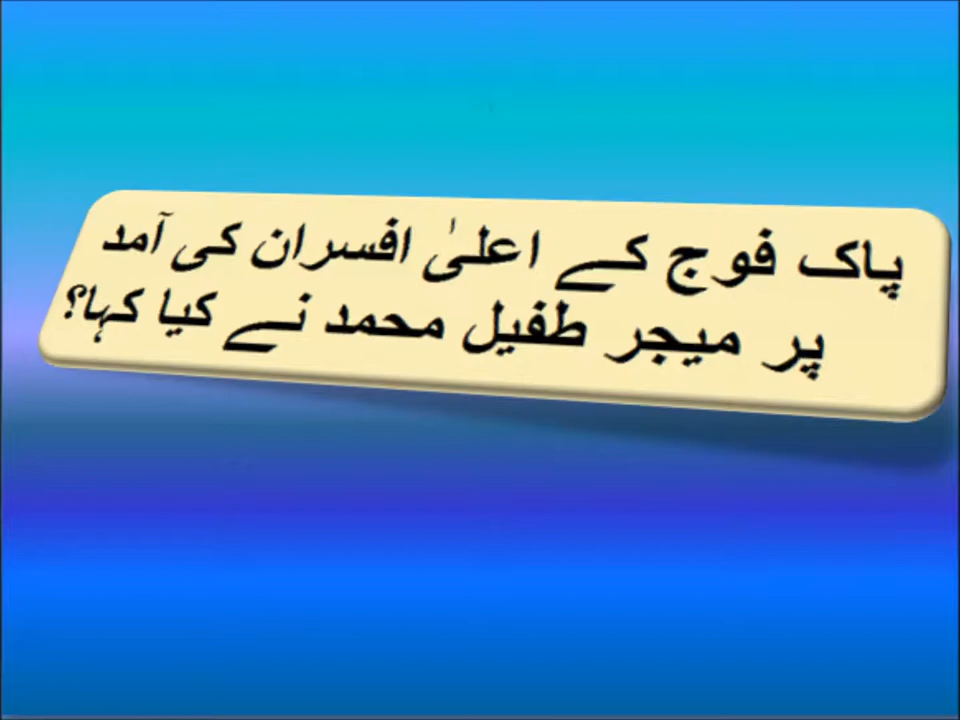 پاک فوج کے اعلیٰ افسران کی آمد
پر میجر طفیل محمد نے کیا کہا؟